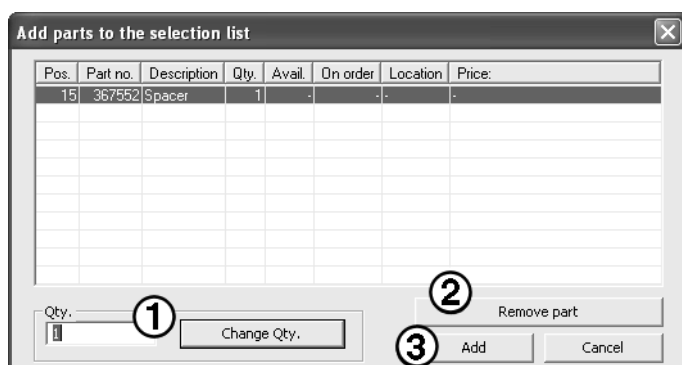 Add parts to the selection list
Pos. Part no. Description Qty. Avail. On order Location Price:
15 367552 Spacer 1 - - - -
Qty.
1
1 Change Qty.
2 Remove part
3 Add Cancel